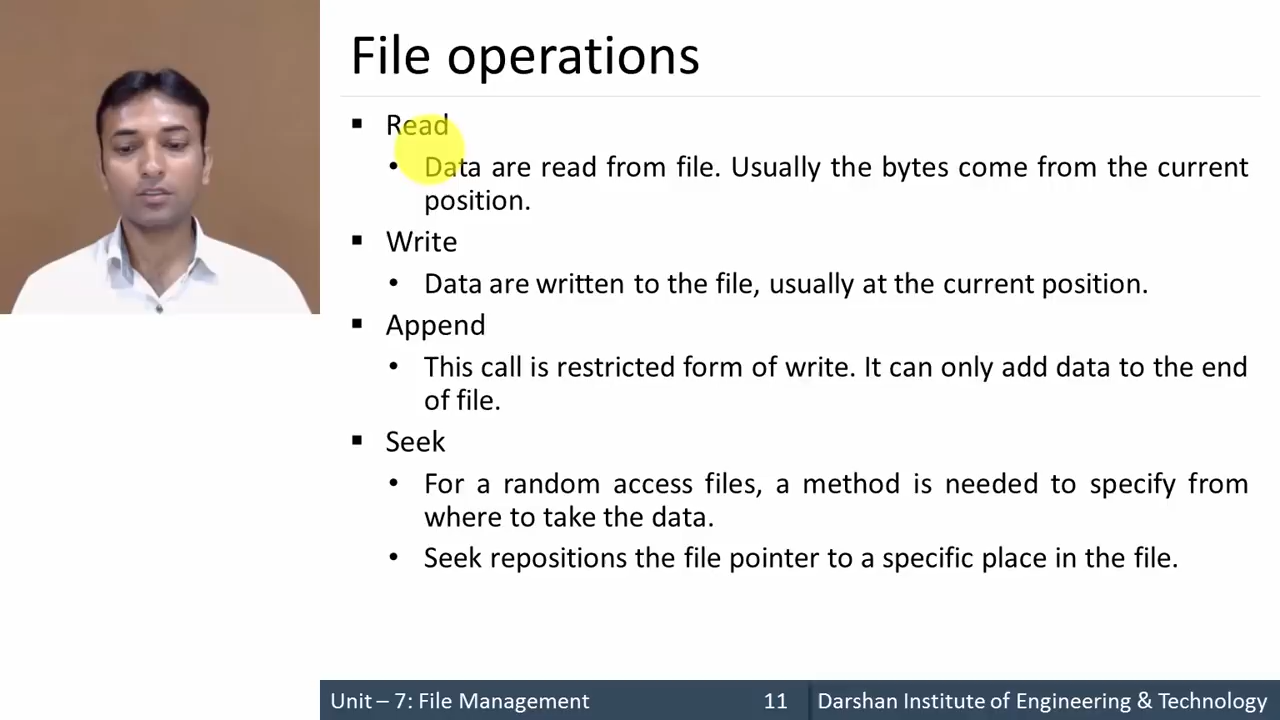 File operations
▪ Read
• Data are read from file. Usually the bytes come from the current
position.
▪ Write
• Data are written to the file, usually at the current position.
▪ Append
• This call is restricted form of write. It can only add data to the end
of file.
▪ Seek
• For a random access files, a method is needed to specify from
where to take the data.
• Seek repositions the file pointer to a specific place in the file.
Unit – 7: File Management 11 Darshan Institute of Engineering & Technology